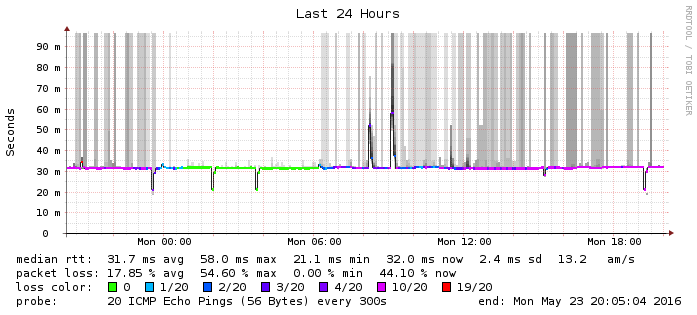 Last 24 Hours
RRDTOOL / TOBI OETIKER
Seconds
90 m
80 m
70 m
60 m
50 m
40 m
30 m
20 m
10 m
0
Mon 00:00 Mon 06:00 Mon 12:00 Mon 18:00
median rtt: 31.7 ms avg 58.0 ms max 21.1 ms min 32.0 ms now 2.4 ms sd 13.2 am/s
packet loss: 17.85 % avg 54.60 % max 0.00 % min 44.10 % now
loss color: 0 1/20 2/20 3/20 4/20 10/20 19/20
probe: 20 ICMP Echo Pings (56 Bytes) every 300s end: Mon May 23 20:05:04 2016